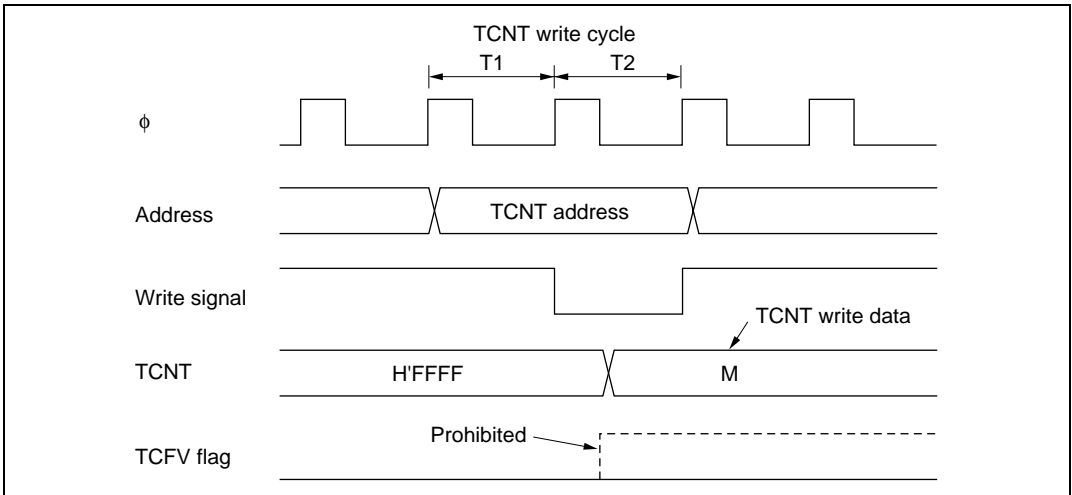 TCNT write cycle
T1 T2
ϕ
Address TCNT address
Write signal
TCNT write data
TCNT H'FFFF M
Prohibited
TCFV flag